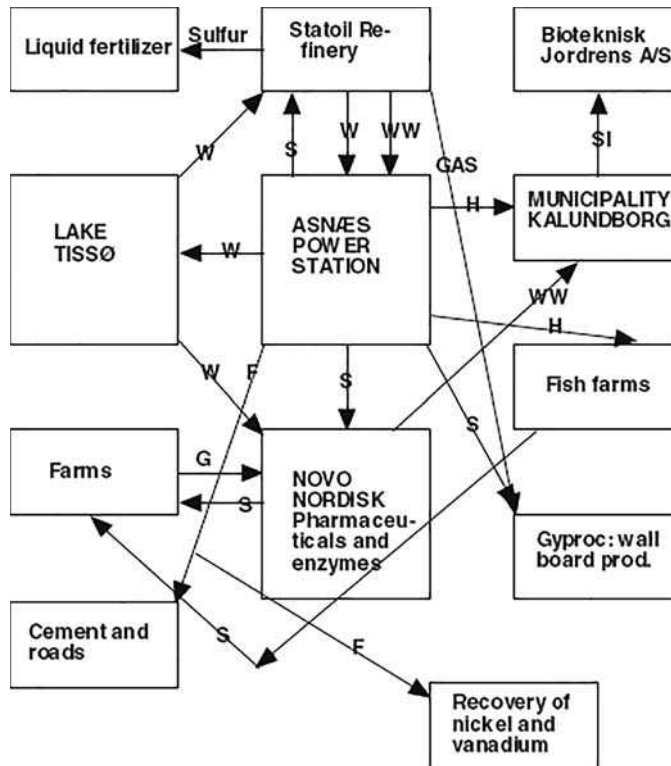 Liquid fertilizer
Sulfur
Statoil Re-
finery
Bioteknisk
Jordrens A/S
W
S
W
WW
GAS
SI
LAKE
TISSØ
W
ASNÆS
POWER
STATION
H
MUNICIPALITY
KALUNDBORG
WW
H
W
F
S
S
Fish farms
Farms
G
S
NOVO
NORDISK
Pharmaceu-
ticals and
enzymes
Gyproc: wall
board prod.
Cement and
roads
S
F
Recovery of
nickel and
vanadium